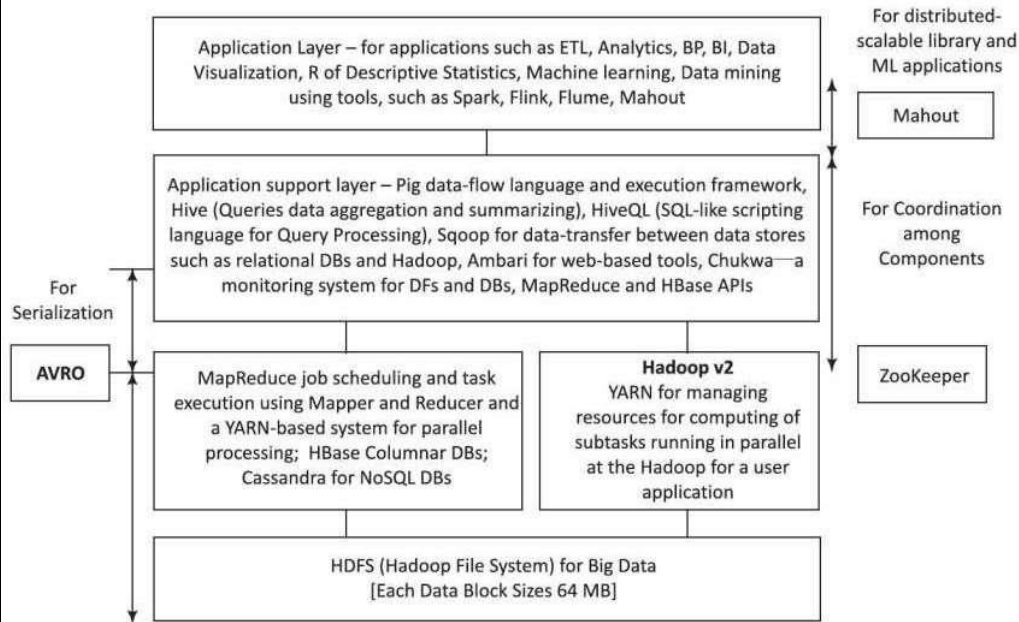 Application Layer – for applications such as ETL, Analytics, BP, BI, Data
Visualization, R of Descriptive Statistics, Machine learning, Data mining
using tools, such as Spark, Flink, Flume, Mahout
For distributed-
scalable library and
ML applications
Mahout
Application support layer – Pig data-flow language and execution framework,
Hive (Queries data aggregation and summarizing), HiveQL (SQL-like scripting
language for Query Processing), Sqoop for data-transfer between data stores
such as relational DBs and Hadoop, Ambari for web-based tools, Chukwa—a
monitoring system for DFs and DBs, MapReduce and HBase APIs
For Coordination
among
Components
ZooKeeper
For
Serialization
AVRO
MapReduce job scheduling and task
execution using Mapper and Reducer and
a YARN-based system for parallel
processing; HBase Columnar DBs;
Cassandra for NoSQL DBs
Hadoop v2
YARN for managing
resources for computing of
subtasks running in parallel
at the Hadoop for a user
application
HDFS (Hadoop File System) for Big Data
[Each Data Block Sizes 64 MB]